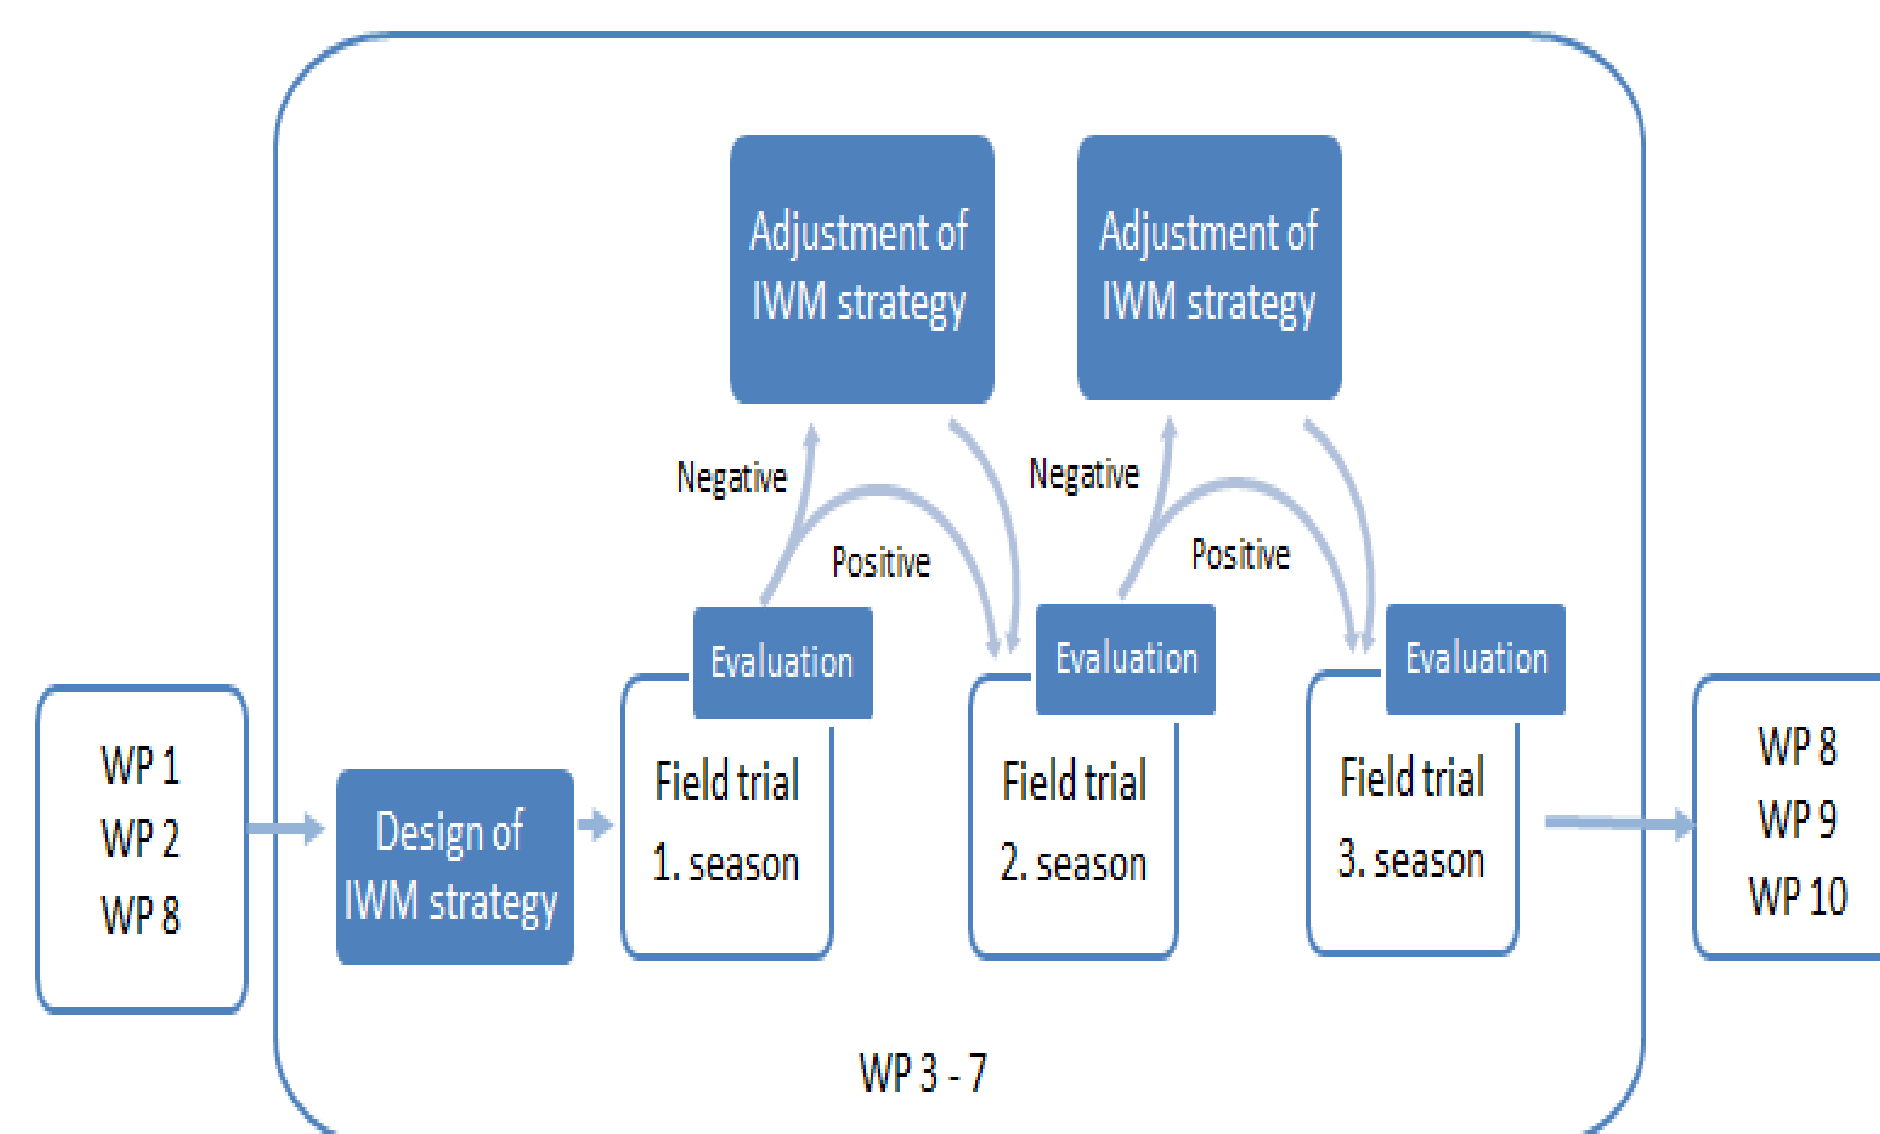 Adjustment of
IWM strategy
Adjustment of
IWM strategy
Negative
Positive
Negative
Positive
Evaluation
Evaluation
Evaluation
WP 1
WP 2
WP 8
Design of
IWM strategy
Field trial
1. season
Field trial
2. season
Field trial
3. season
WP 8
WP 9
WP 10
WP 3 - 7